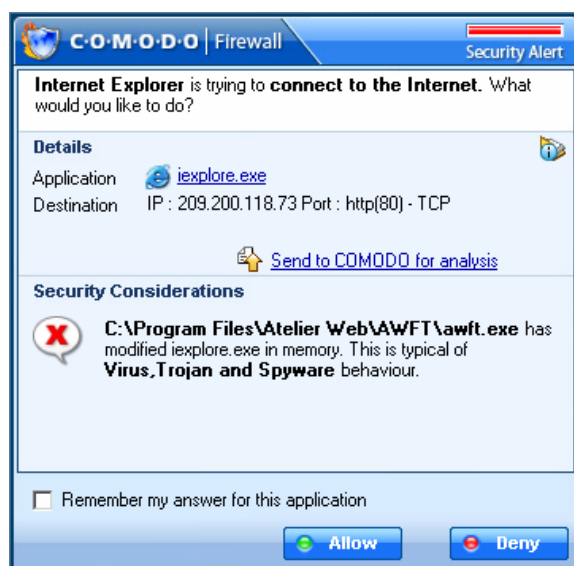 C·O·M·O·D·O | Firewall
Security Alert
Internet Explorer is trying to connect to the Internet. What
would you like to do?
Details
Application iexplore.exe
Destination IP : 209.200.118.73 Port : http(80) - TCP
Send to COMODO for analysis
Security Considerations
C:\Program Files\Atelier Web\AWFT\awft.exe has
modified iexplore.exe in memory. This is typical of
Virus,Trojan and Spyware behaviour.
Remember my answer for this application
Allow
Deny